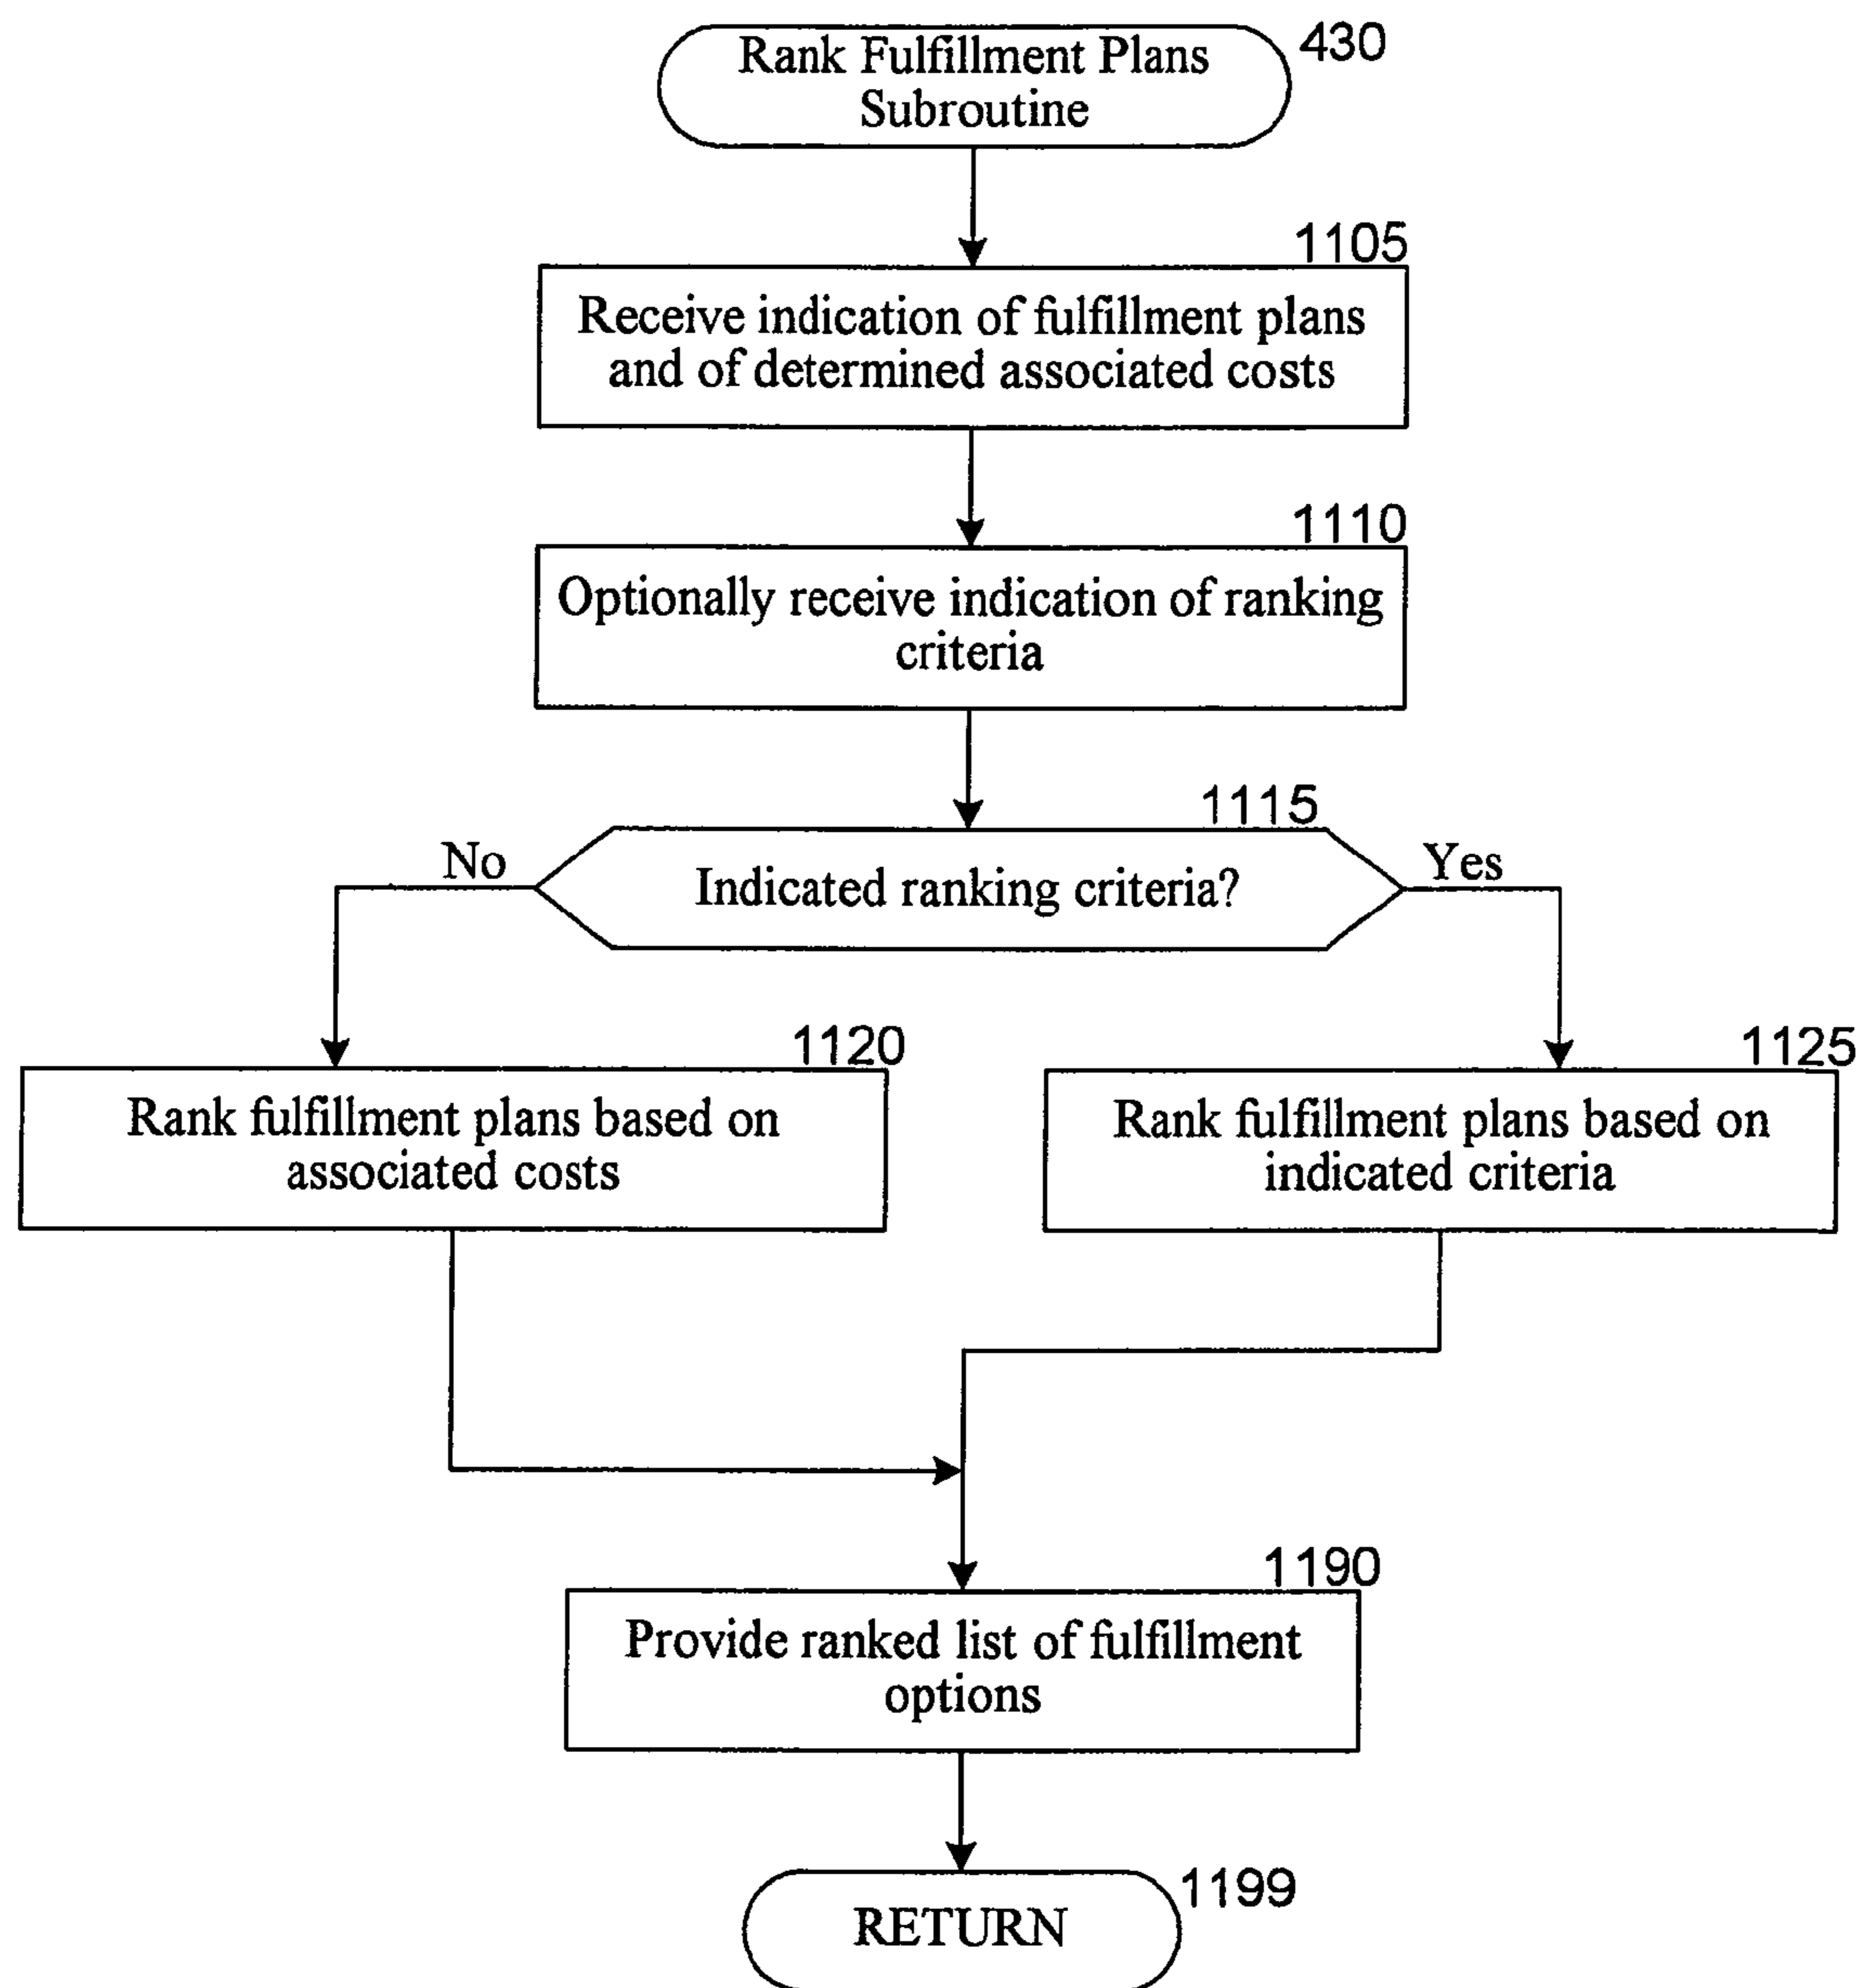 Rank Fulfillment Plans
Subroutine
430
1105
Receive indication of fulfillment plans
and of determined associated costs
1110
Optionally receive indication of ranking
criteria
1115
No
Indicated ranking criteria?
Yes
1120
Rank fulfillment plans based on
associated costs
1125
Rank fulfillment plans based on
indicated criteria
1190
Provide ranked list of fulfillment
options
1199
RETURN